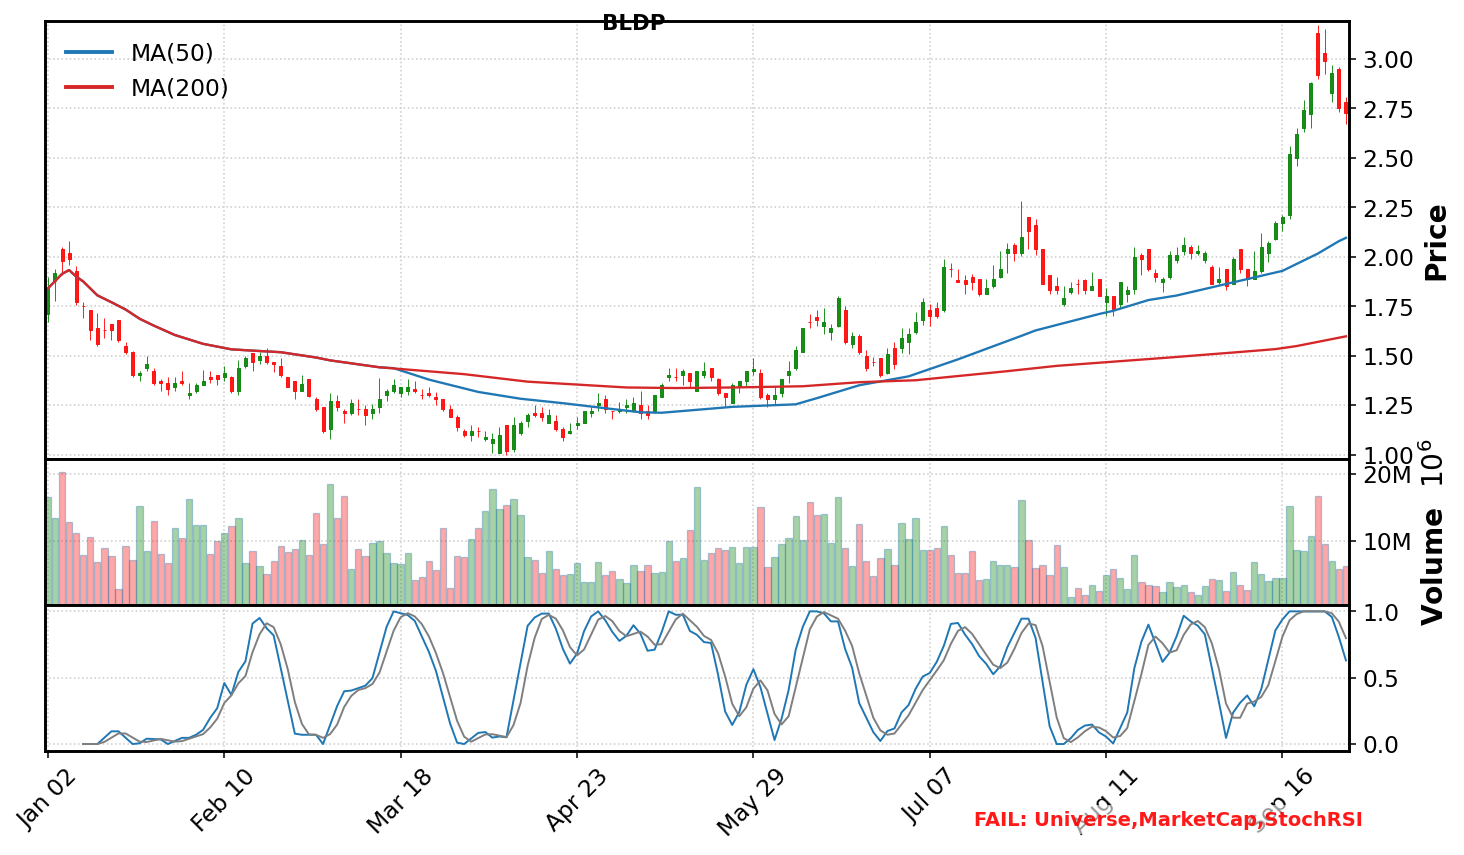 BLDP
MA(50)
MA(200)
3.00
2.75
2.50
2.25
2.00
1.75
1.50
1.25
1.00
Price
20M
10M
Volume 10⁶
1.0
0.5
0.0
Jan 02
Feb 10
Mar 18
Apr 23
May 29
Jul 07
Aug 11
Sep 16
FAIL: Universe,MarketCap,StochRSI